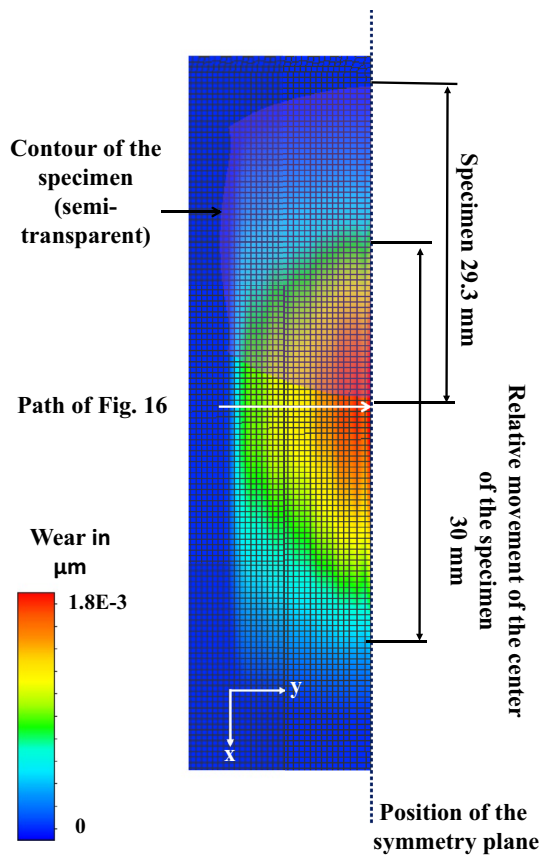 Contour of the
specimen
(semi-
transparent)
Specimen 29.3 mm
Path of Fig. 16
Relative movement of the center
of the specimen
30 mm
Wear in
μm
1.8E-3
0
y
x
Position of the
symmetry plane